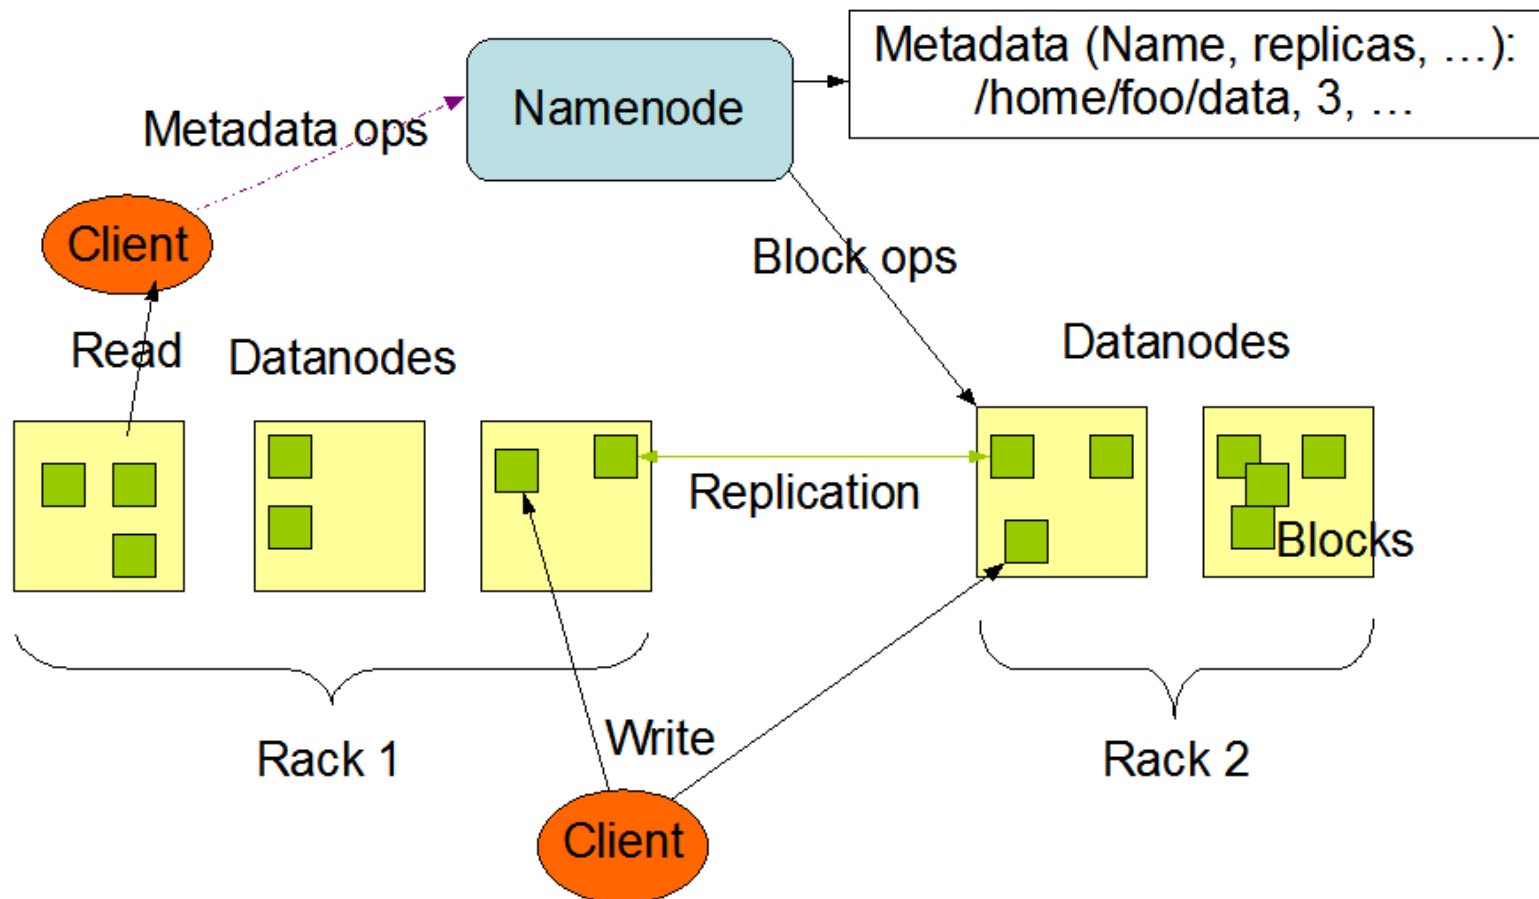 Metadata (Name, replicas, …):
/home/foo/data, 3, …
Namenode
Metadata ops
Client
Block ops
Read
Datanodes
Datanodes
Replication
Blocks
Rack 1
Write
Rack 2
Client